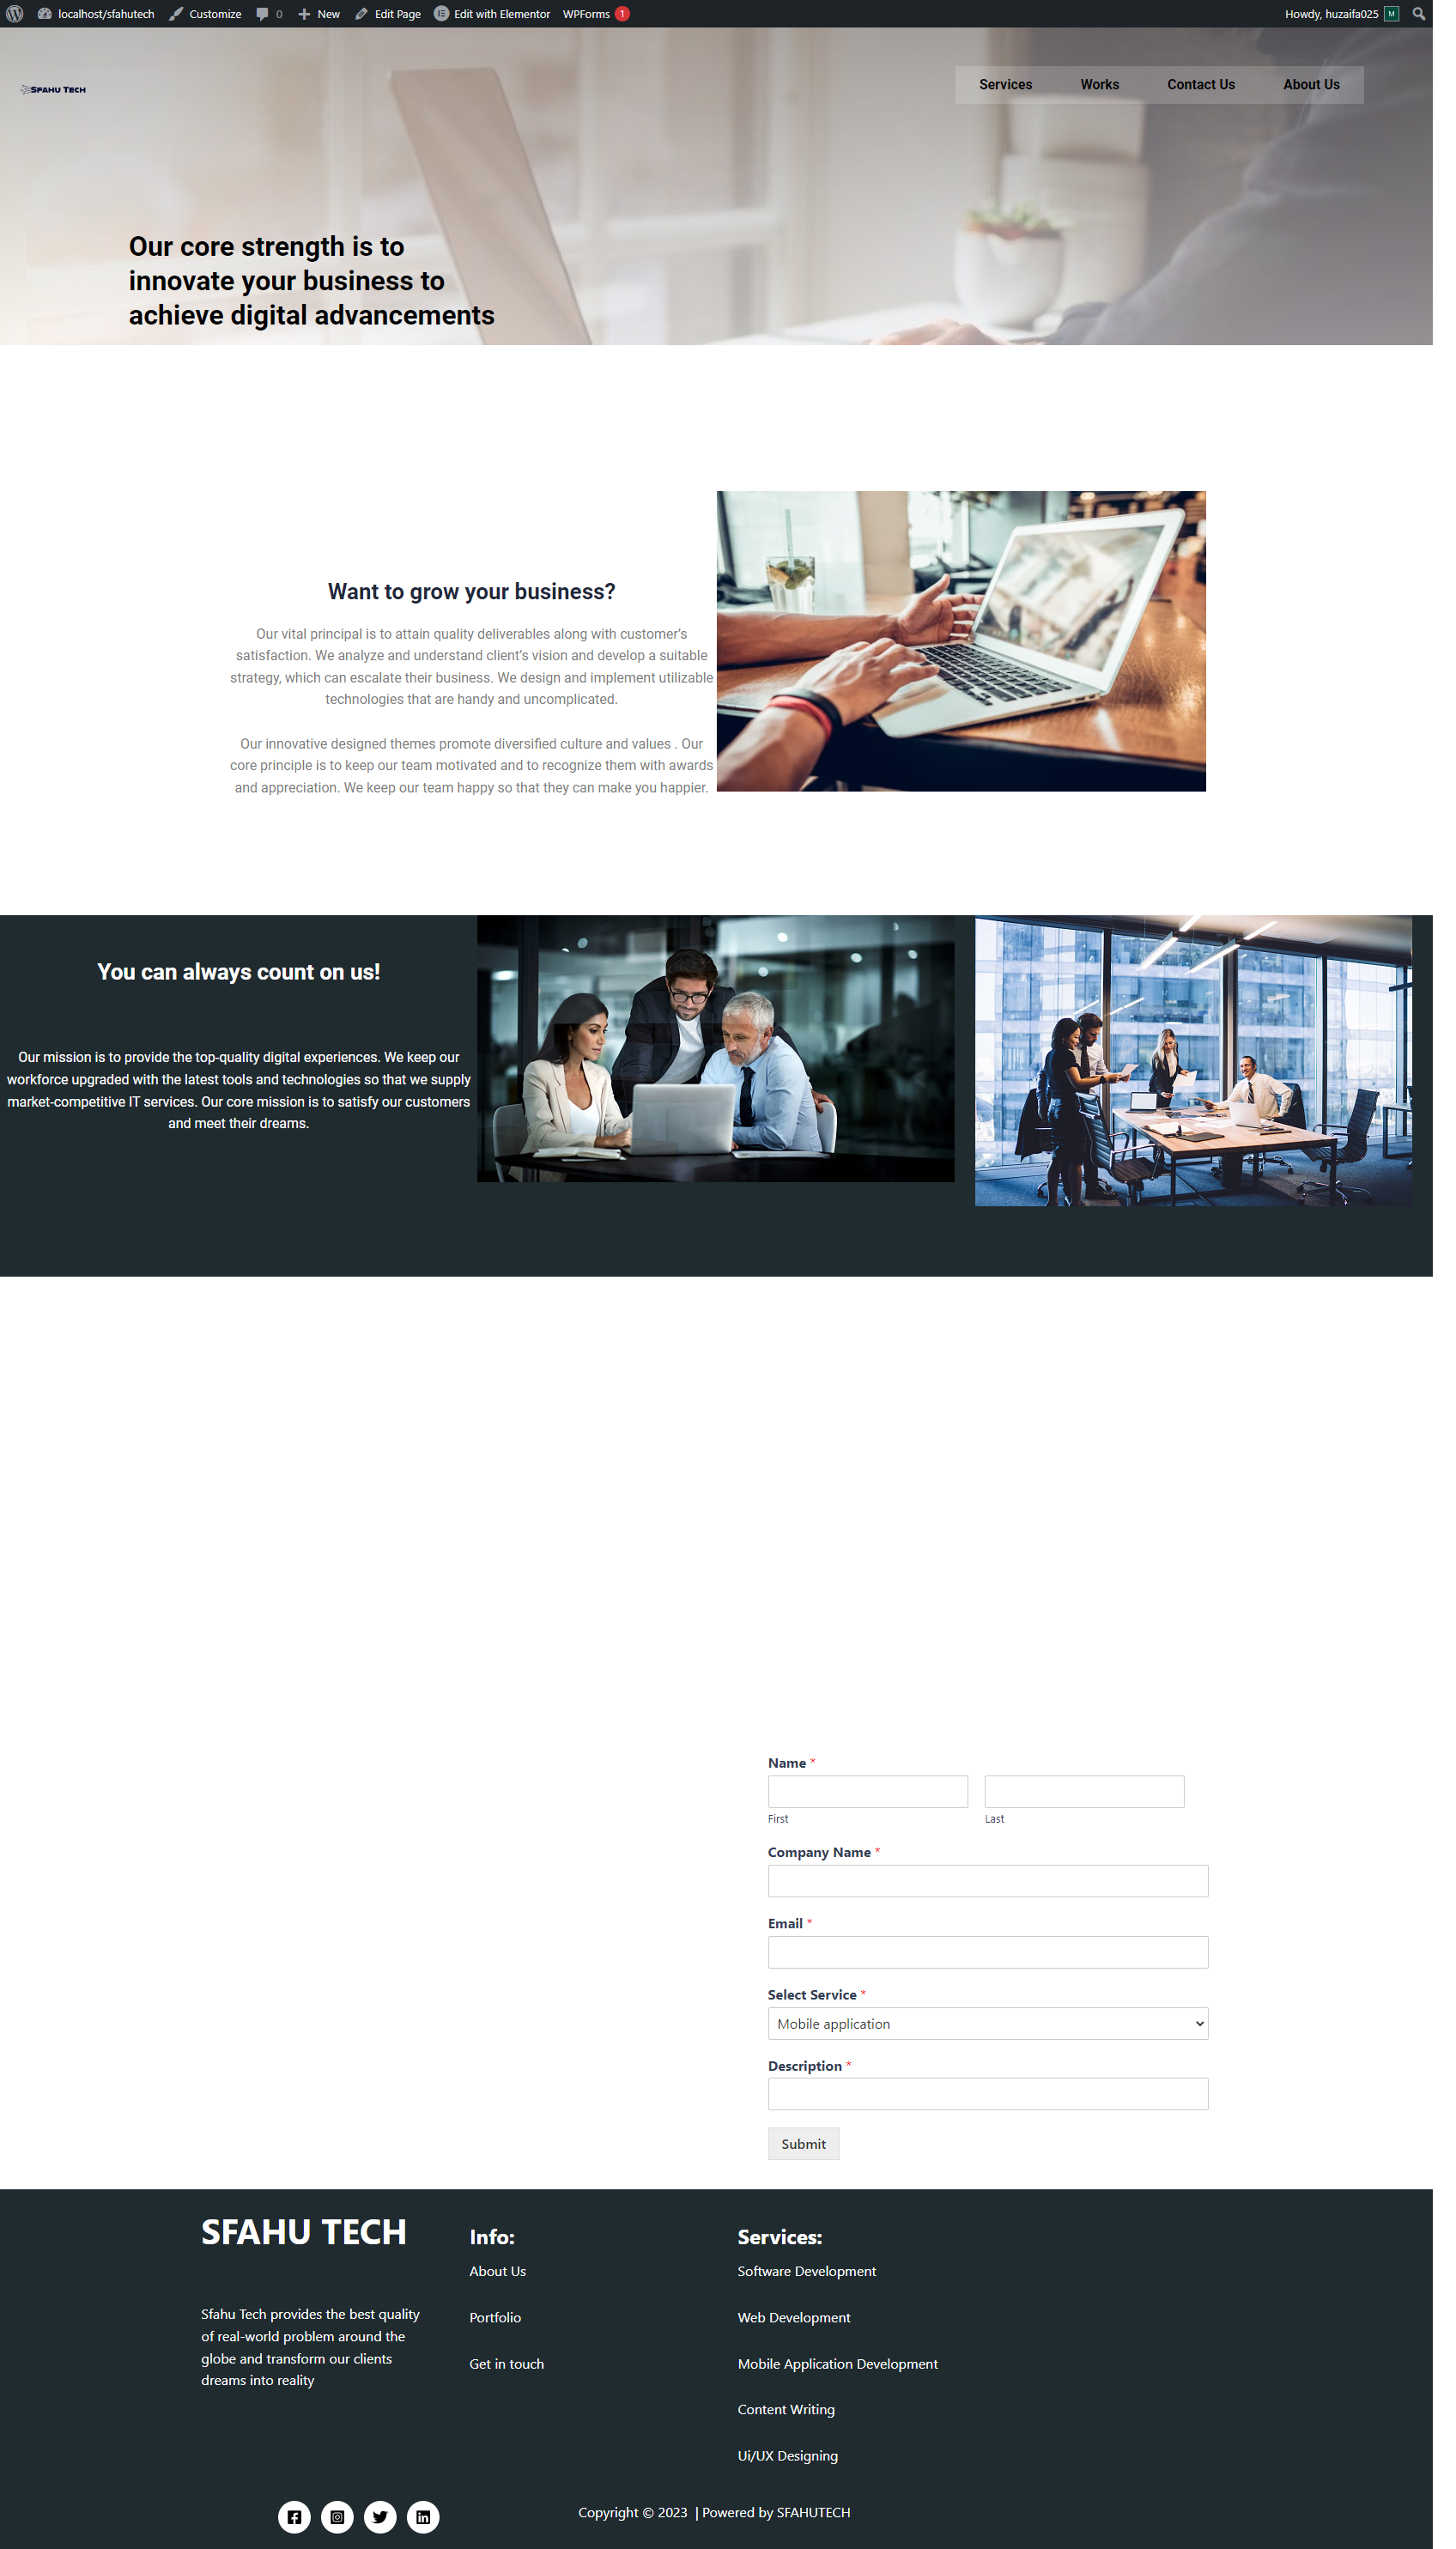 localhost/sfahutech Customize 0 New Edit Page Edit with Elementor WPForms 1 Howdy, huzaifa025 M
SFAHU TECH
Services Works Contact Us About Us
Our core strength is to
innovate your business to
achieve digital advancements
Want to grow your business?
Our vital principal is to attain quality deliverables along with customer’s
satisfaction. We analyze and understand client’s vision and develop a suitable
strategy, which can escalate their business. We design and implement utilizable
technologies that are handy and uncomplicated.
Our innovative designed themes promote diversified culture and values . Our
core principle is to keep our team motivated and to recognize them with awards
and appreciation. We keep our team happy so that they can make you happier.
You can always count on us!
Our mission is to provide the top-quality digital experiences. We keep our
workforce upgraded with the latest tools and technologies so that we supply
market-competitive IT services. Our core mission is to satisfy our customers
and meet their dreams.
Name *
First Last
Company Name *
Email *
Select Service *
Mobile application
Description *
Submit
SFAHU TECH
Sfahu Tech provides the best quality
of real-world problem around the
globe and transform our clients
dreams into reality
Info:
About Us
Portfolio
Get in touch
Services:
Software Development
Web Development
Mobile Application Development
Content Writing
Ui/UX Designing
Copyright © 2023 | Powered by SFAHUTECH